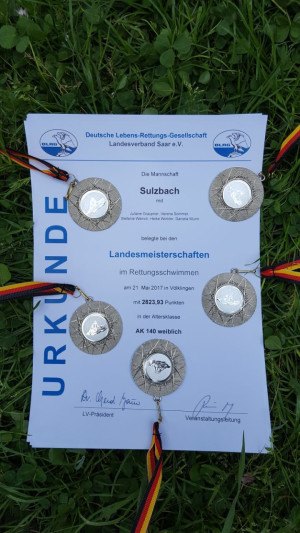 Deutsche Lebens-Rettungs-Gesellschaft
Landesverband Saar e.V.
DLRG
DLRG
URKUNDE
Die Mannschaft
Sulzbach
mit
belegte bei den
Landesmeisterschaften
im Rettungsschwimmen
am 21. Mai 2017 in Völklingen
mit 2823,93 Punkten
in der Altersklasse
AK 140 weiblich
LV-Präsident
Veranstaltungsleitung